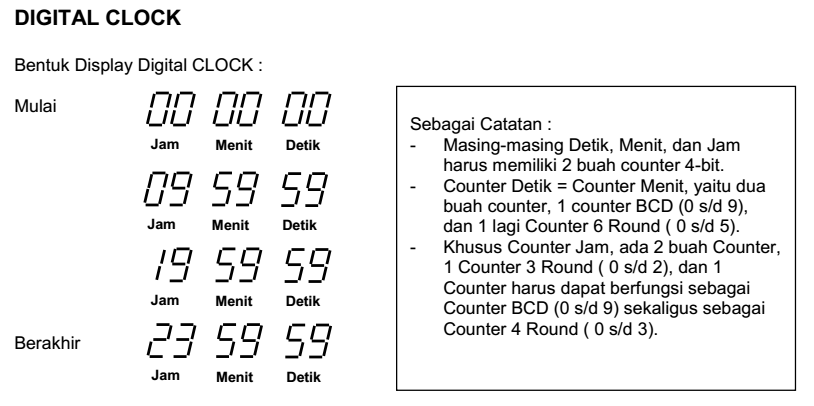 DIGITAL CLOCK
Bentuk Display Digital CLOCK :
Mulai
00 00 00
Jam Menit Detik
09 59 59
Jam Menit Detik
19 59 59
Jam Menit Detik
Berakhir
23 59 59
Jam Menit Detik
Sebagai Catatan :
- Masing-masing Detik, Menit, dan Jam
harus memiliki 2 buah counter 4-bit.
- Counter Detik = Counter Menit, yaitu dua
buah counter, 1 counter BCD (0 s/d 9),
dan 1 lagi Counter 6 Round ( 0 s/d 5).
- Khusus Counter Jam, ada 2 buah Counter,
1 Counter 3 Round ( 0 s/d 2), dan 1
Counter harus dapat berfungsi sebagai
Counter BCD (0 s/d 9) sekaligus sebagai
Counter 4 Round ( 0 s/d 3).